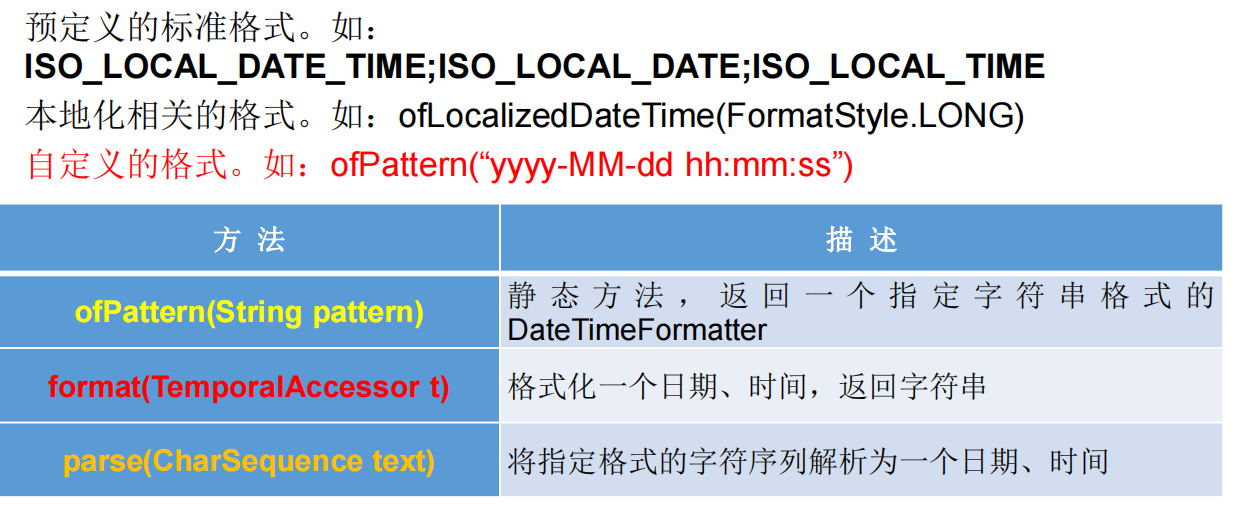 预定义的标准格式。如：
ISO_LOCAL_DATE_TIME;ISO_LOCAL_DATE;ISO_LOCAL_TIME
本地化相关的格式。如：ofLocalizedDateTime(FormatStyle.LONG)
自定义的格式。如：ofPattern(“yyyy-MM-dd hh:mm:ss”)
方 法
描 述
ofPattern(String pattern)
静态方法，返回一个指定字符串格式的
DateTimeFormatter
format(TemporalAccessor t)
格式化一个日期、时间，返回字符串
parse(CharSequence text)
将指定格式的字符序列解析为一个日期、时间